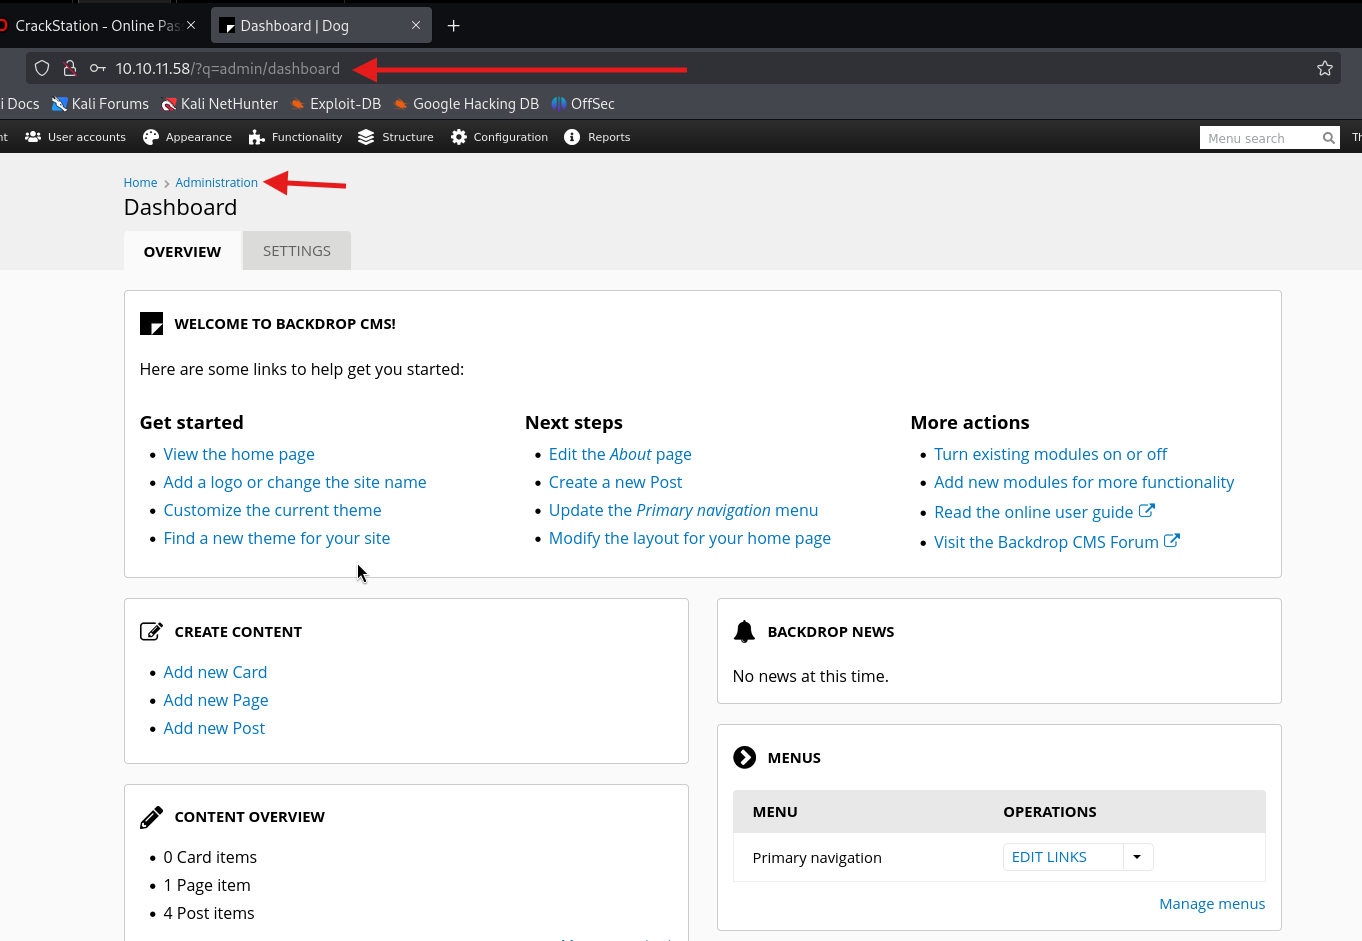 CrackStation - Online Pas
Dashboard | Dog
10.10.11.58/?q=admin/dashboard
i Docs Kali Forums Kali NetHunter Exploit-DB Google Hacking DB OffSec
nt User accounts Appearance Functionality Structure Configuration Reports Menu search Th
Home > Administration
Dashboard
OVERVIEW SETTINGS
WELCOME TO BACKDROP CMS!
Here are some links to help get you started:
Get started
• View the home page
• Add a logo or change the site name
• Customize the current theme
• Find a new theme for your site
Next steps
• Edit the About page
• Create a new Post
• Update the Primary navigation menu
• Modify the layout for your home page
More actions
• Turn existing modules on or off
• Add new modules for more functionality
• Read the online user guide
• Visit the Backdrop CMS Forum
CREATE CONTENT
• Add new Card
• Add new Page
• Add new Post
CONTENT OVERVIEW
• 0 Card items
• 1 Page item
• 4 Post items
BACKDROP NEWS
No news at this time.
MENUS
MENU OPERATIONS
Primary navigation EDIT LINKS
Manage menus